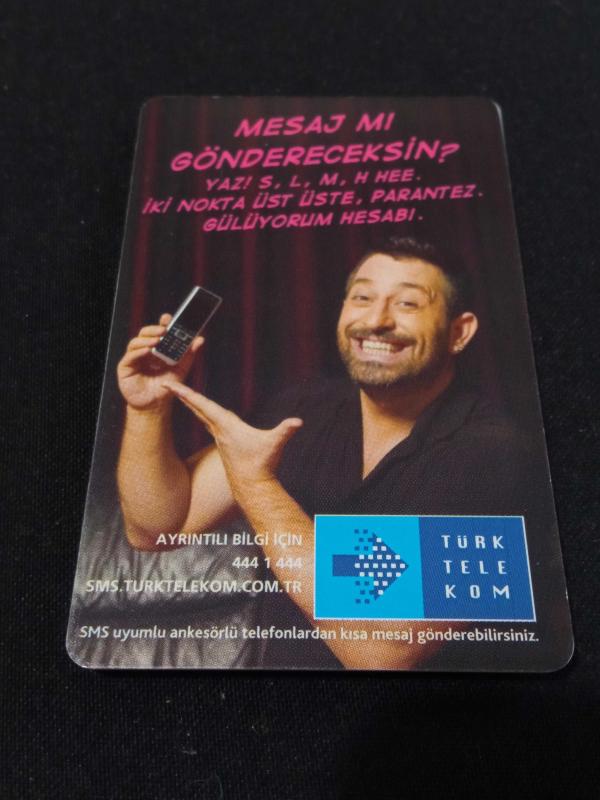 MESAJ MI
GÖNDERECEKSİN?
YAZ! S, L, M, H HEE.
İKİ NOKTA ÜST ÜSTE, PARANTEZ.
GÜLÜYORUM HESABI.
AYRINTILI BİLGİ İÇİN
444 1 444
SMS.TURKTELEKOM.COM.TR
TÜRK
TELE
KOM
SMS uyumlu ankesörlü telefonlardan kısa mesaj gönderebilirsiniz.